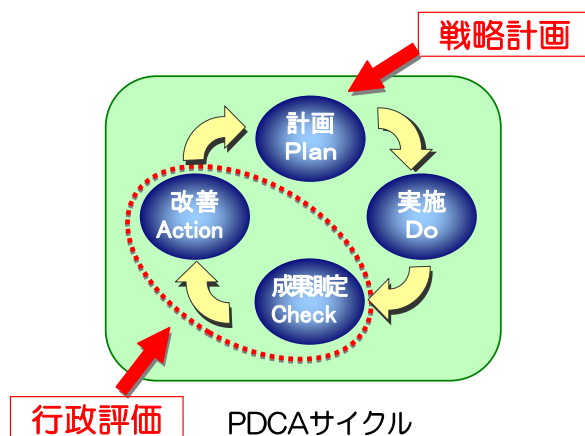 戦略計画
計画
Plan
改善
Action
実施
Do
成果測定
Check
行政評価
PDCAサイクル